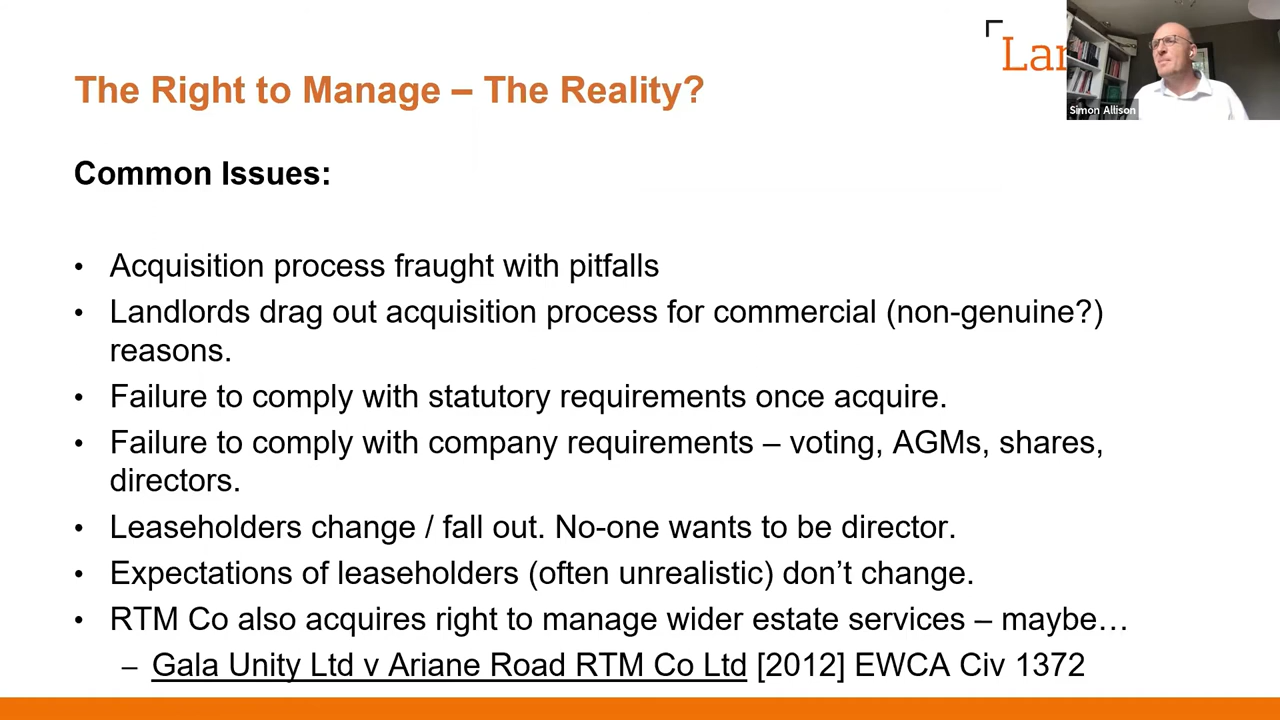 Lan
Simon Allison
The Right to Manage – The Reality?
Common Issues:
• Acquisition process fraught with pitfalls
• Landlords drag out acquisition process for commercial (non-genuine?)
reasons.
• Failure to comply with statutory requirements once acquire.
• Failure to comply with company requirements – voting, AGMs, shares,
directors.
• Leaseholders change / fall out. No-one wants to be director.
• Expectations of leaseholders (often unrealistic) don’t change.
• RTM Co also acquires right to manage wider estate services – maybe…
– Gala Unity Ltd v Ariane Road RTM Co Ltd [2012] EWCA Civ 1372